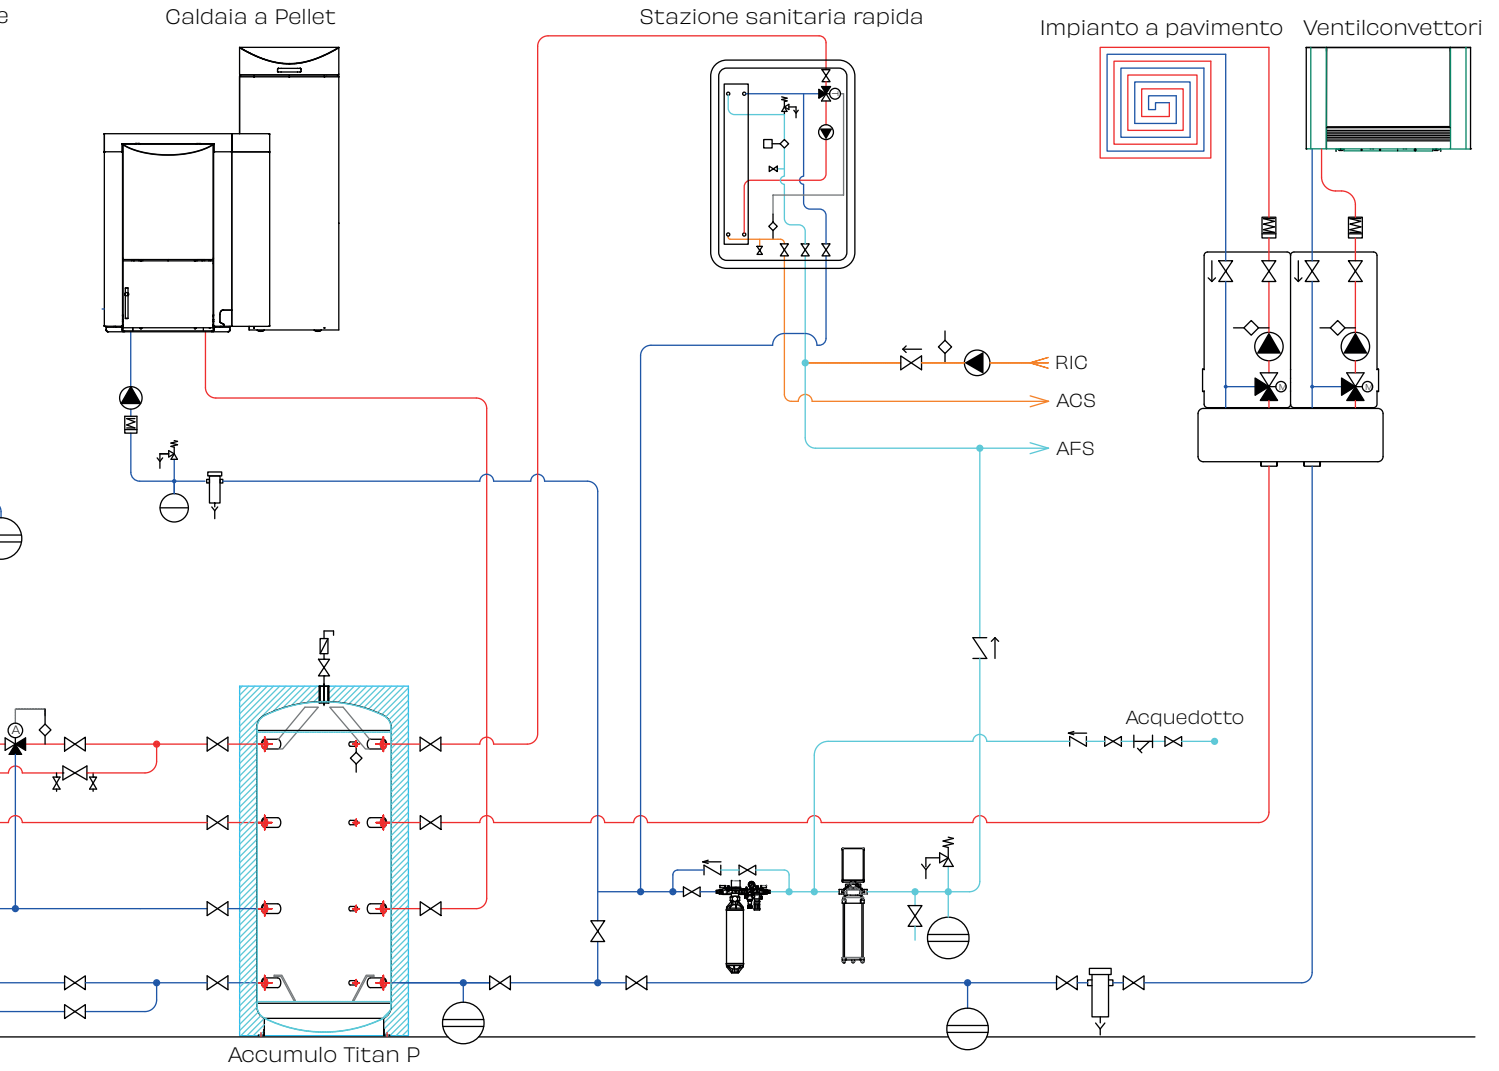 e
Caldaia a Pellet
Stazione sanitaria rapida
Impianto a pavimento
Ventilconvettori
RIC
ACS
AFS
M
M
Acquedotto
A
Accumulo Titan P